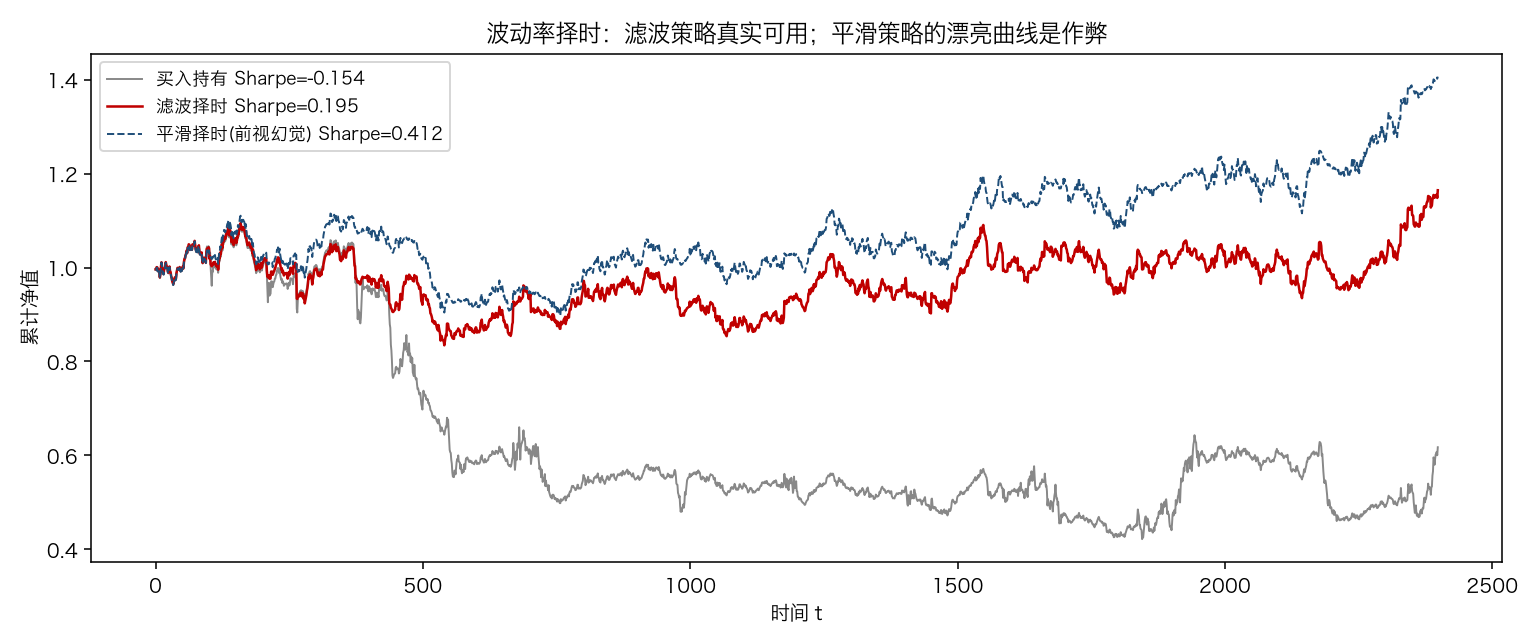 波动率择时：滤波策略真实可用；平滑策略的漂亮曲线是作弊
买入持有 Sharpe=-0.154
滤波择时 Sharpe=0.195
平滑择时(前视幻觉) Sharpe=0.412
累计净值
1.4
1.2
1.0
0.8
0.6
0.4
0 500 1000 1500 2000 2500
时间 t